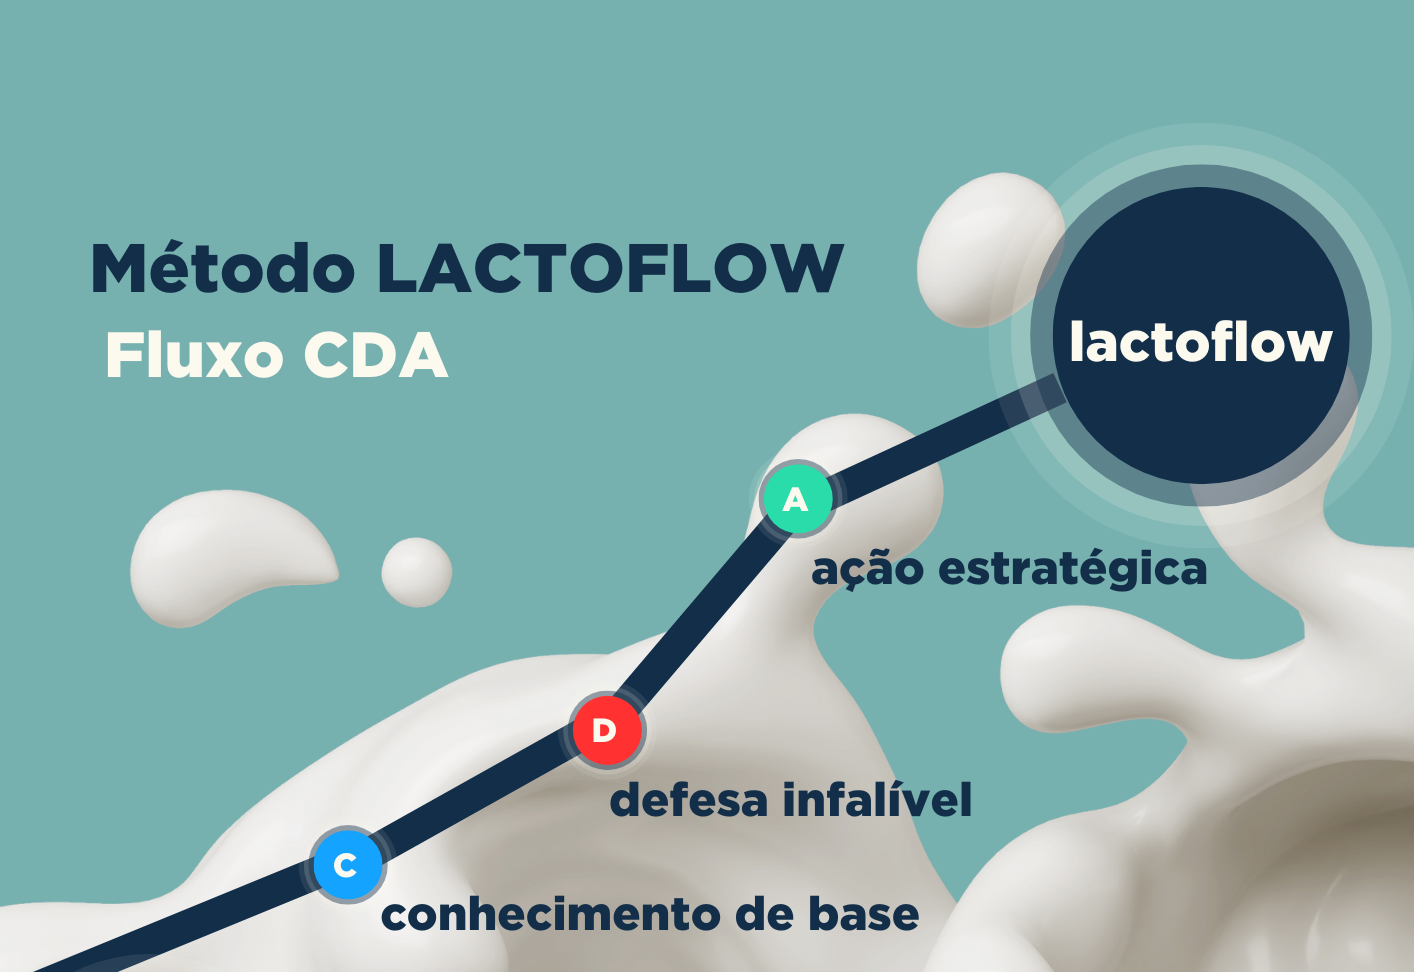 Método LACTOFLOW
Fluxo CDA
lactoflow
A
ação estratégica
D
defesa infalível
C
conhecimento de base